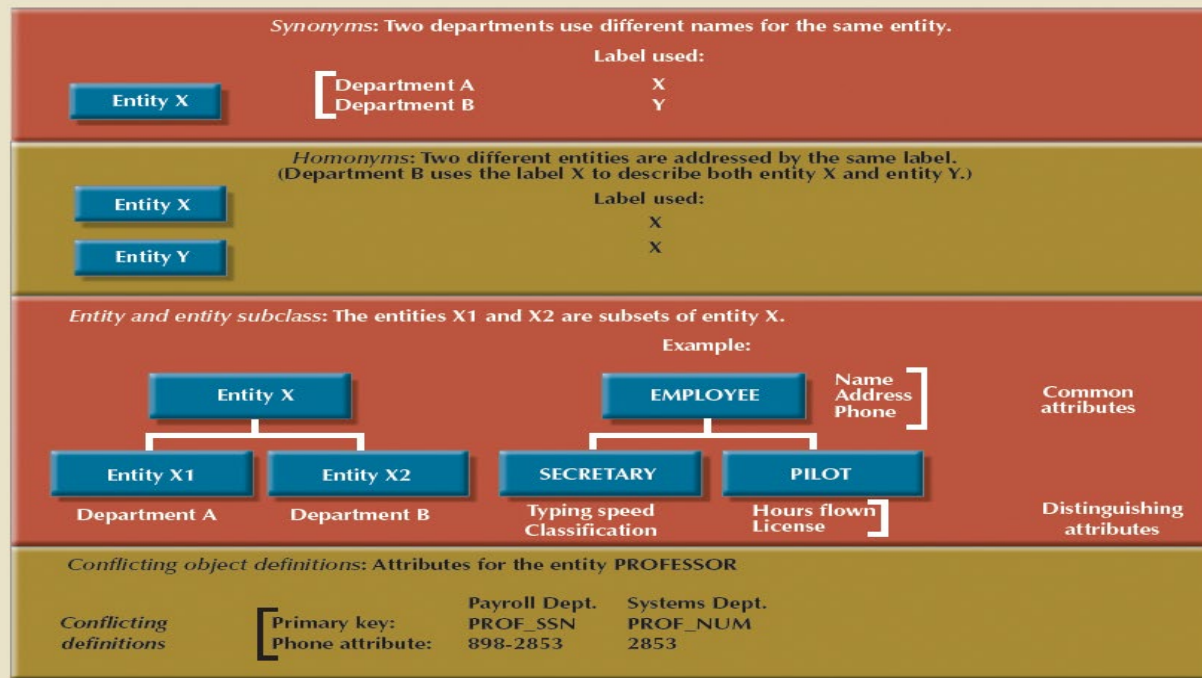 Synonyms: Two departments use different names for the same entity.
Label used:
Entity X
Department A X
Department B Y
Homonyms: Two different entities are addressed by the same label.
(Department B uses the label X to describe both entity X and entity Y.)
Label used:
Entity X
X
X
Entity Y
Entity and entity subclass: The entities X1 and X2 are subsets of entity X.
Example:
Entity X
EMPLOYEE
Name
Address
Phone
Common
attributes
Entity X1
Entity X2
SECRETARY
PILOT
Department A
Department B
Typing speed
Classification
Hours flown
License
Distinguishing
attributes
Conflicting object definitions: Attributes for the entity PROFESSOR
Payroll Dept. Systems Dept.
Conflicting
definitions
Primary key: PROF_SSN PROF_NUM
Phone attribute: 898-2853 2853